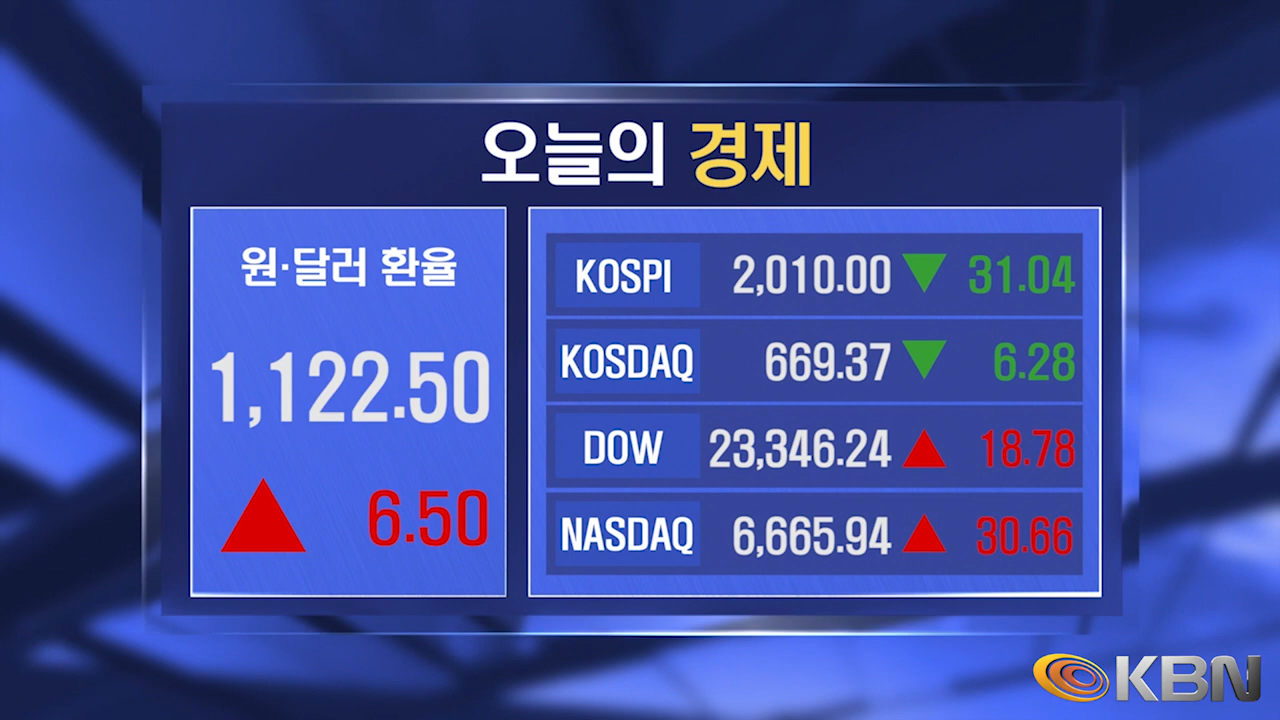 오늘의 경제
원·달러 환율
1,122.50
▲ 6.50
KOSPI 2,010.00 ▼ 31.04
KOSDAQ 669.37 ▼ 6.28
DOW 23,346.24 ▲ 18.78
NASDAQ 6,665.94 ▲ 30.66
KBN